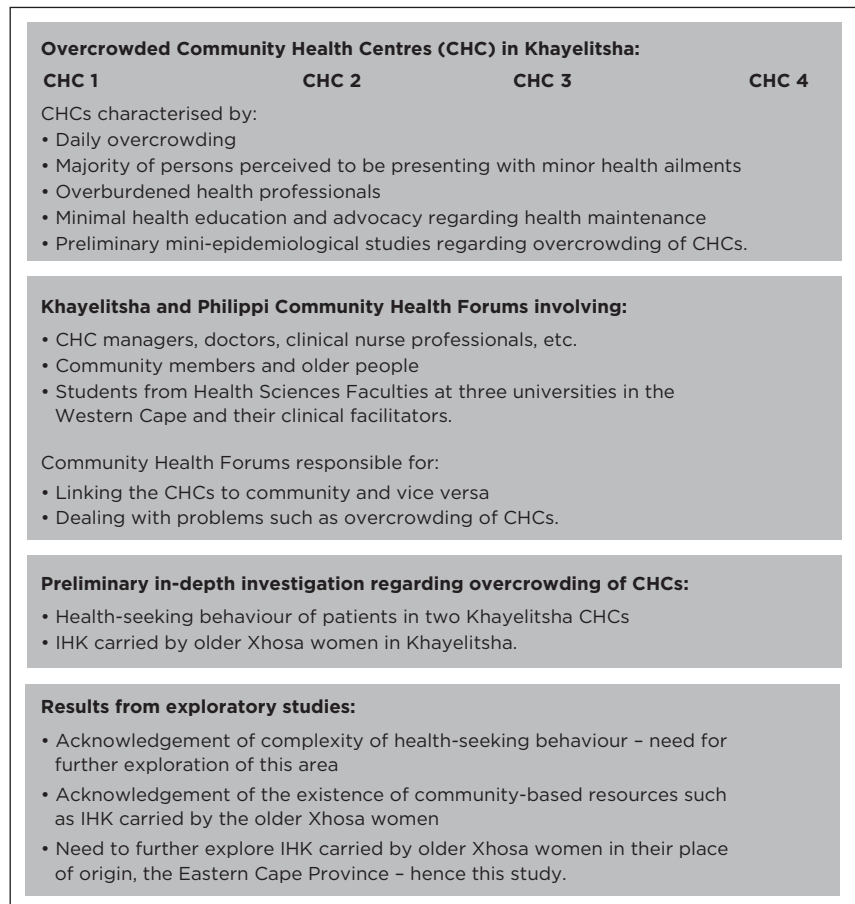 Overcrowded Community Health Centres (CHC) in Khayelitsha:
CHC 1 CHC 2 CHC 3 CHC 4
CHCs characterised by:
• Daily overcrowding
• Majority of persons perceived to be presenting with minor health ailments
• Overburdened health professionals
• Minimal health education and advocacy regarding health maintenance
• Preliminary mini-epidemiological studies regarding overcrowding of CHCs.
Khayelitsha and Philippi Community Health Forums involving:
• CHC managers, doctors, clinical nurse professionals, etc.
• Community members and older people
• Students from Health Sciences Faculties at three universities in the
Western Cape and their clinical facilitators.
Community Health Forums responsible for:
• Linking the CHCs to community and vice versa
• Dealing with problems such as overcrowding of CHCs.
Preliminary in-depth investigation regarding overcrowding of CHCs:
• Health-seeking behaviour of patients in two Khayelitsha CHCs
• IHK carried by older Xhosa women in Khayelitsha.
Results from exploratory studies:
• Acknowledgement of complexity of health-seeking behaviour – need for
further exploration of this area
• Acknowledgement of the existence of community-based resources such
as IHK carried by the older Xhosa women
• Need to further explore IHK carried by older Xhosa women in their place
of origin, the Eastern Cape Province – hence this study.